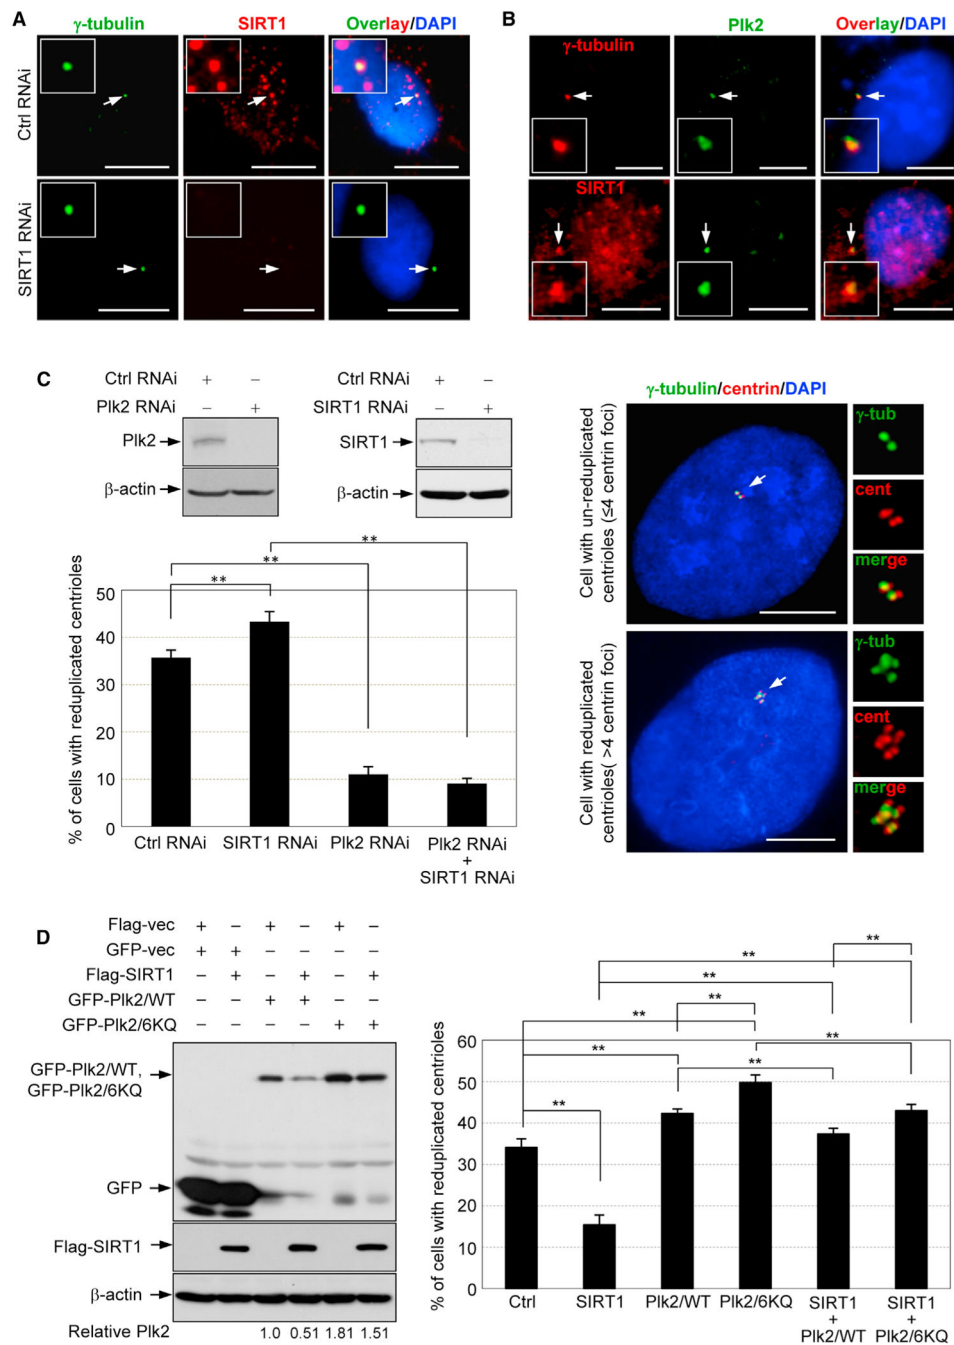 A
γ-tubulin SIRT1 Overlay/DAPI
Ctrl RNAi
SIRT1 RNAi
B
Plk2 Overlay/DAPI
γ-tubulin
SIRT1
C
Ctrl RNAi + –
Plk2 RNAi – +
Plk2
β-actin
Ctrl RNAi + –
SIRT1 RNAi – +
SIRT1
β-actin
% of cells with reduplicated centrioles
50
40
30
20
10
0
** ** **
Ctrl RNAi SIRT1 RNAi Plk2 RNAi Plk2 RNAi
+
SIRT1 RNAi
γ-tubulin/centrin/DAPI
Cell with un-reduplicated
centrioles (≤4 centrin foci)
γ-tub
cent
merge
Cell with reduplicated
centrioles( >4 centrin foci)
γ-tub
cent
merge
D
Flag-vec + – + – + –
GFP-vec + + – – – –
Flag-SIRT1 – + – + – +
GFP-Plk2/WT – – + + – –
GFP-Plk2/6KQ – – – – + +
GFP-Plk2/WT,
GFP-Plk2/6KQ
GFP
Flag-SIRT1
β-actin
Relative Plk2 1.0 0.51 1.81 1.51
% of cells with reduplicated centrioles
60
50
40
30
20
10
0
**
**
**
**
**
**
**
**
**
Ctrl SIRT1 Plk2/WT Plk2/6KQ SIRT1 SIRT1
+ +
Plk2/WT Plk2/6KQ